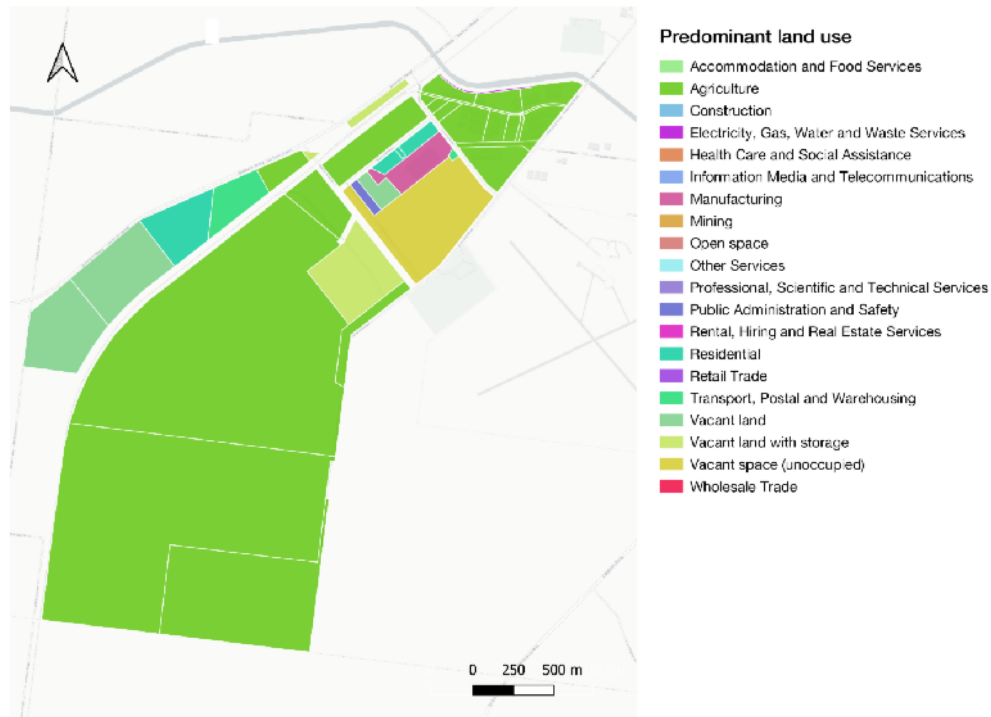 Predominant land use
Accommodation and Food Services
Agriculture
Construction
Electricity, Gas, Water and Waste Services
Health Care and Social Assistance
Information Media and Telecommunications
Manufacturing
Mining
Open space
Other Services
Professional, Scientific and Technical Services
Public Administration and Safety
Rental, Hiring and Real Estate Services
Residential
Retail Trade
Transport, Postal and Warehousing
Vacant land
Vacant land with storage
Vacant space (unoccupied)
Wholesale Trade
0 250 500 m